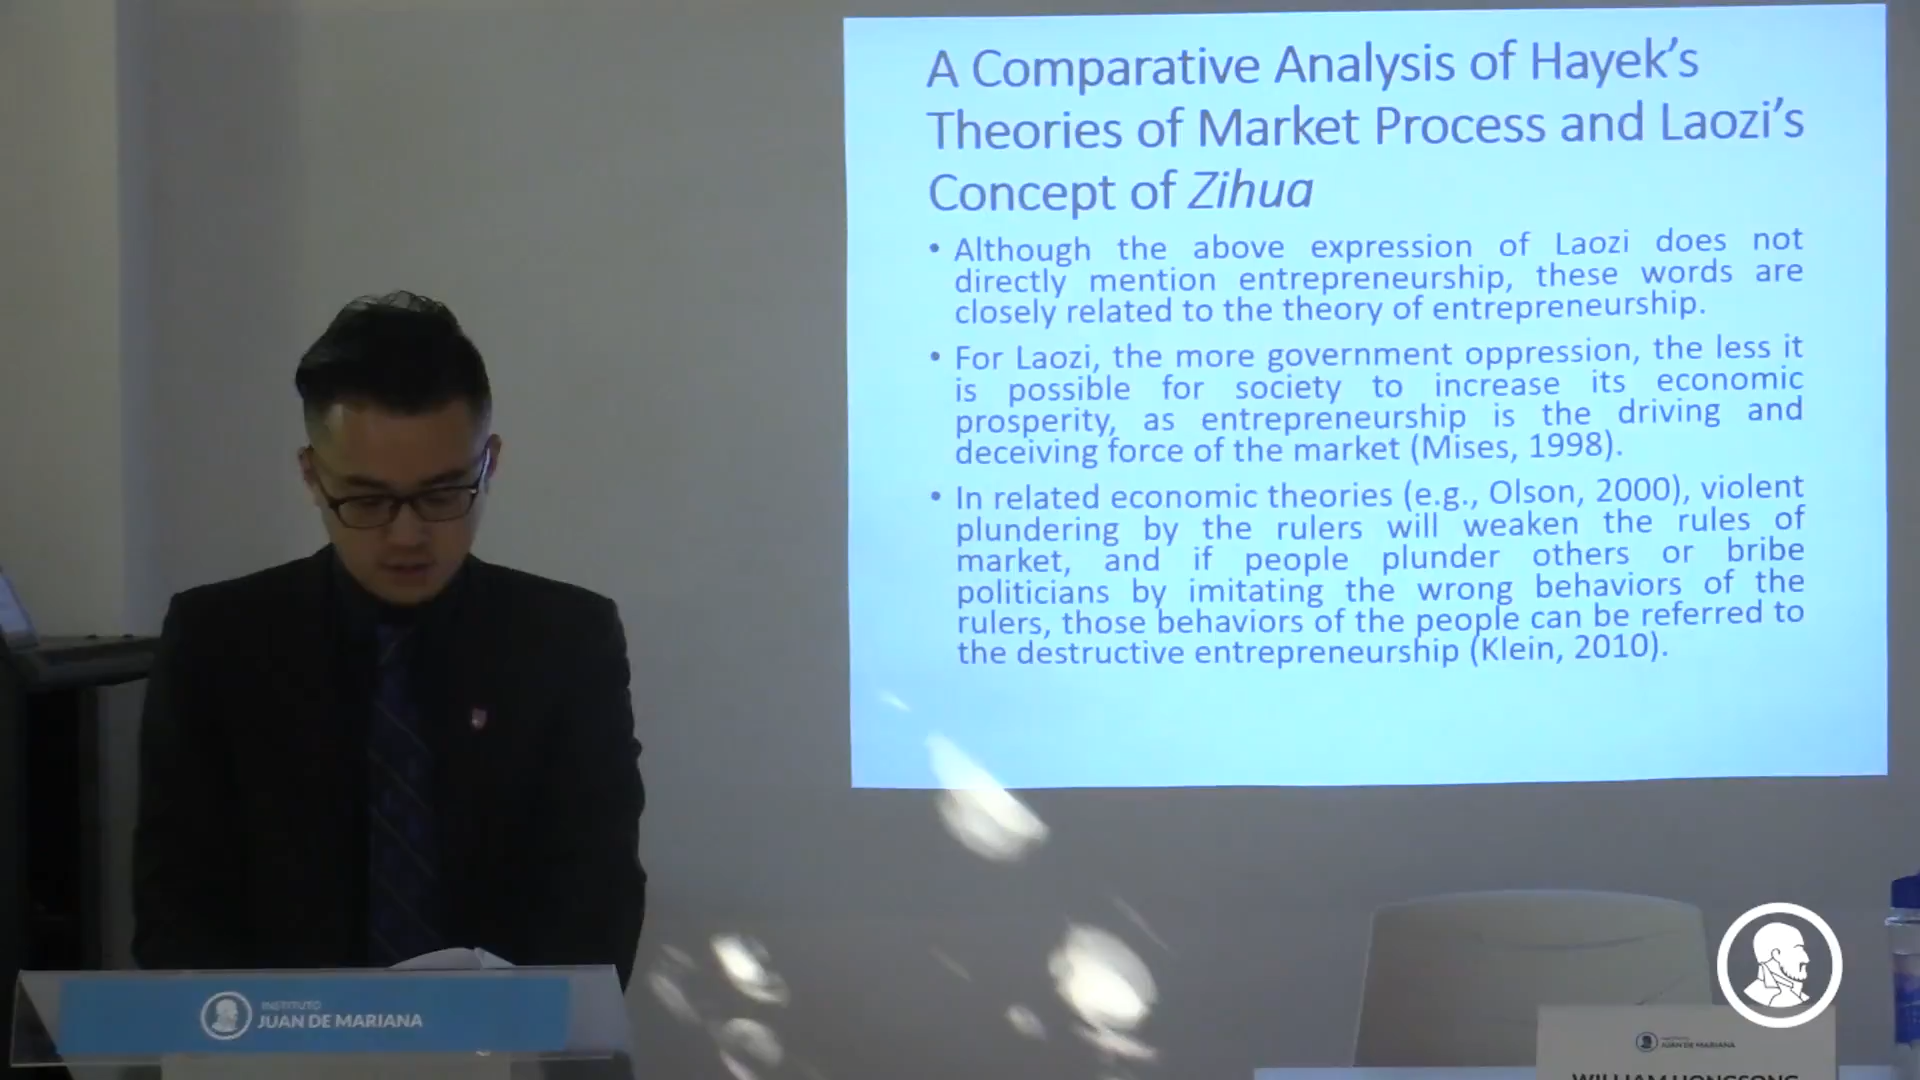 A Comparative Analysis of Hayek's
Theories of Market Process and Laozi's
Concept of Zihua
• Although the above expression of Laozi does not
directly mention entrepreneurship, these words are
closely related to the theory of entrepreneurship.
• For Laozi, the more government oppression, the less it
is possible for society to increase its economic
prosperity, as entrepreneurship is the driving and
deceiving force of the market (Mises, 1998).
• In related economic theories (e.g., Olson, 2000), violent
plundering by the rulers will weaken the rules of
market, and if people plunder others or bribe
politicians by imitating the wrong behaviors of the
rulers, those behaviors of the people can be referred to
the destructive entrepreneurship (Klein, 2010).
INSTITUTO
JUAN DE MARIANA
INSTITUTO
JUAN DE MARIANA
WILLIAM HONGSONG